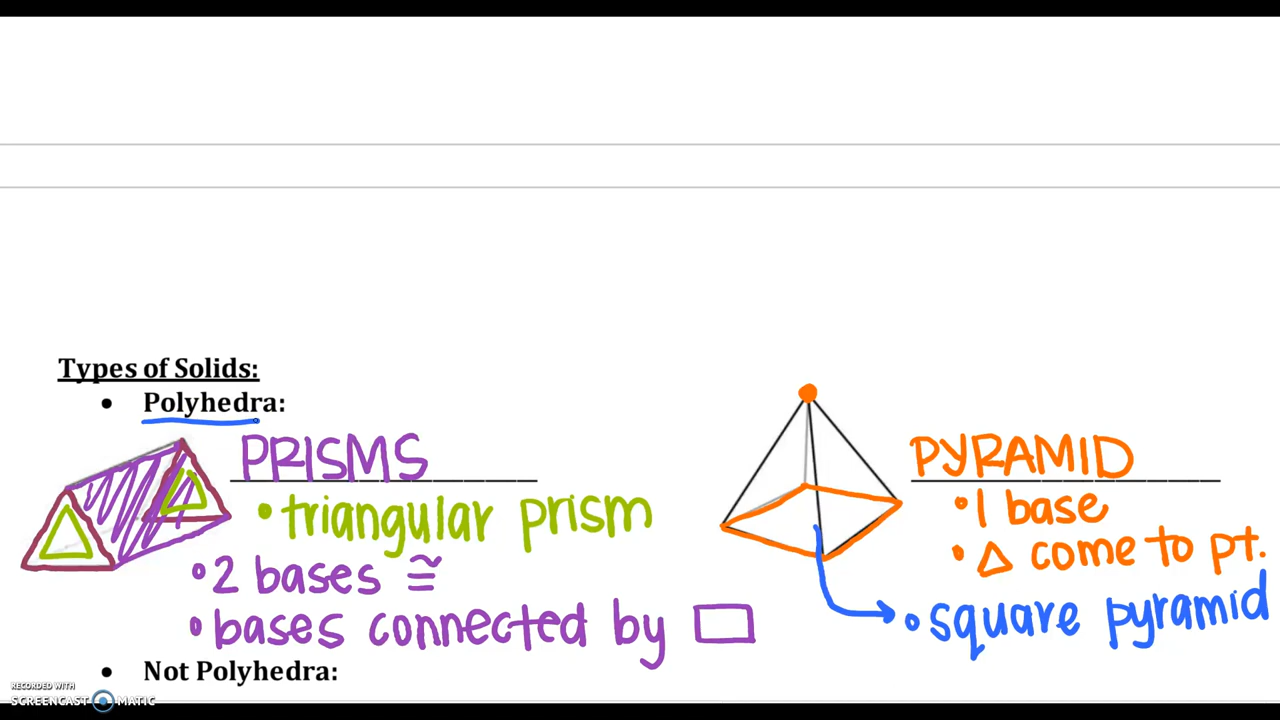 Types of Solids:
• Polyhedra:
PRISMS
• triangular prism
• 2 bases ≅
• bases connected by ▭
PYRAMID
• 1 base
• △ come to pt.
• square pyramid
• Not Polyhedra:
RECORDED WITH
SCREENCAST MATIC